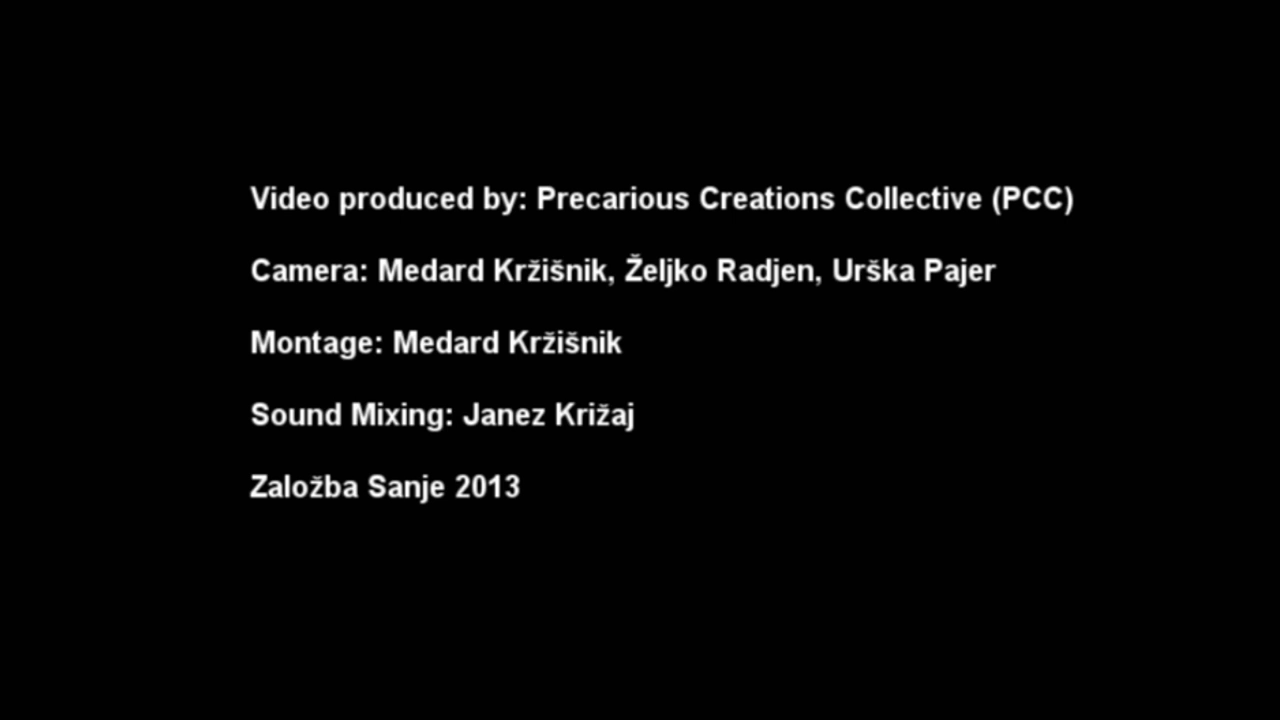 Video produced by: Precarious Creations Collective (PCC)
Camera: Medard Kržišnik, Željko Radjen, Urška Pajer
Montage: Medard Kržišnik
Sound Mixing: Janez Križaj
Založba Sanje 2013